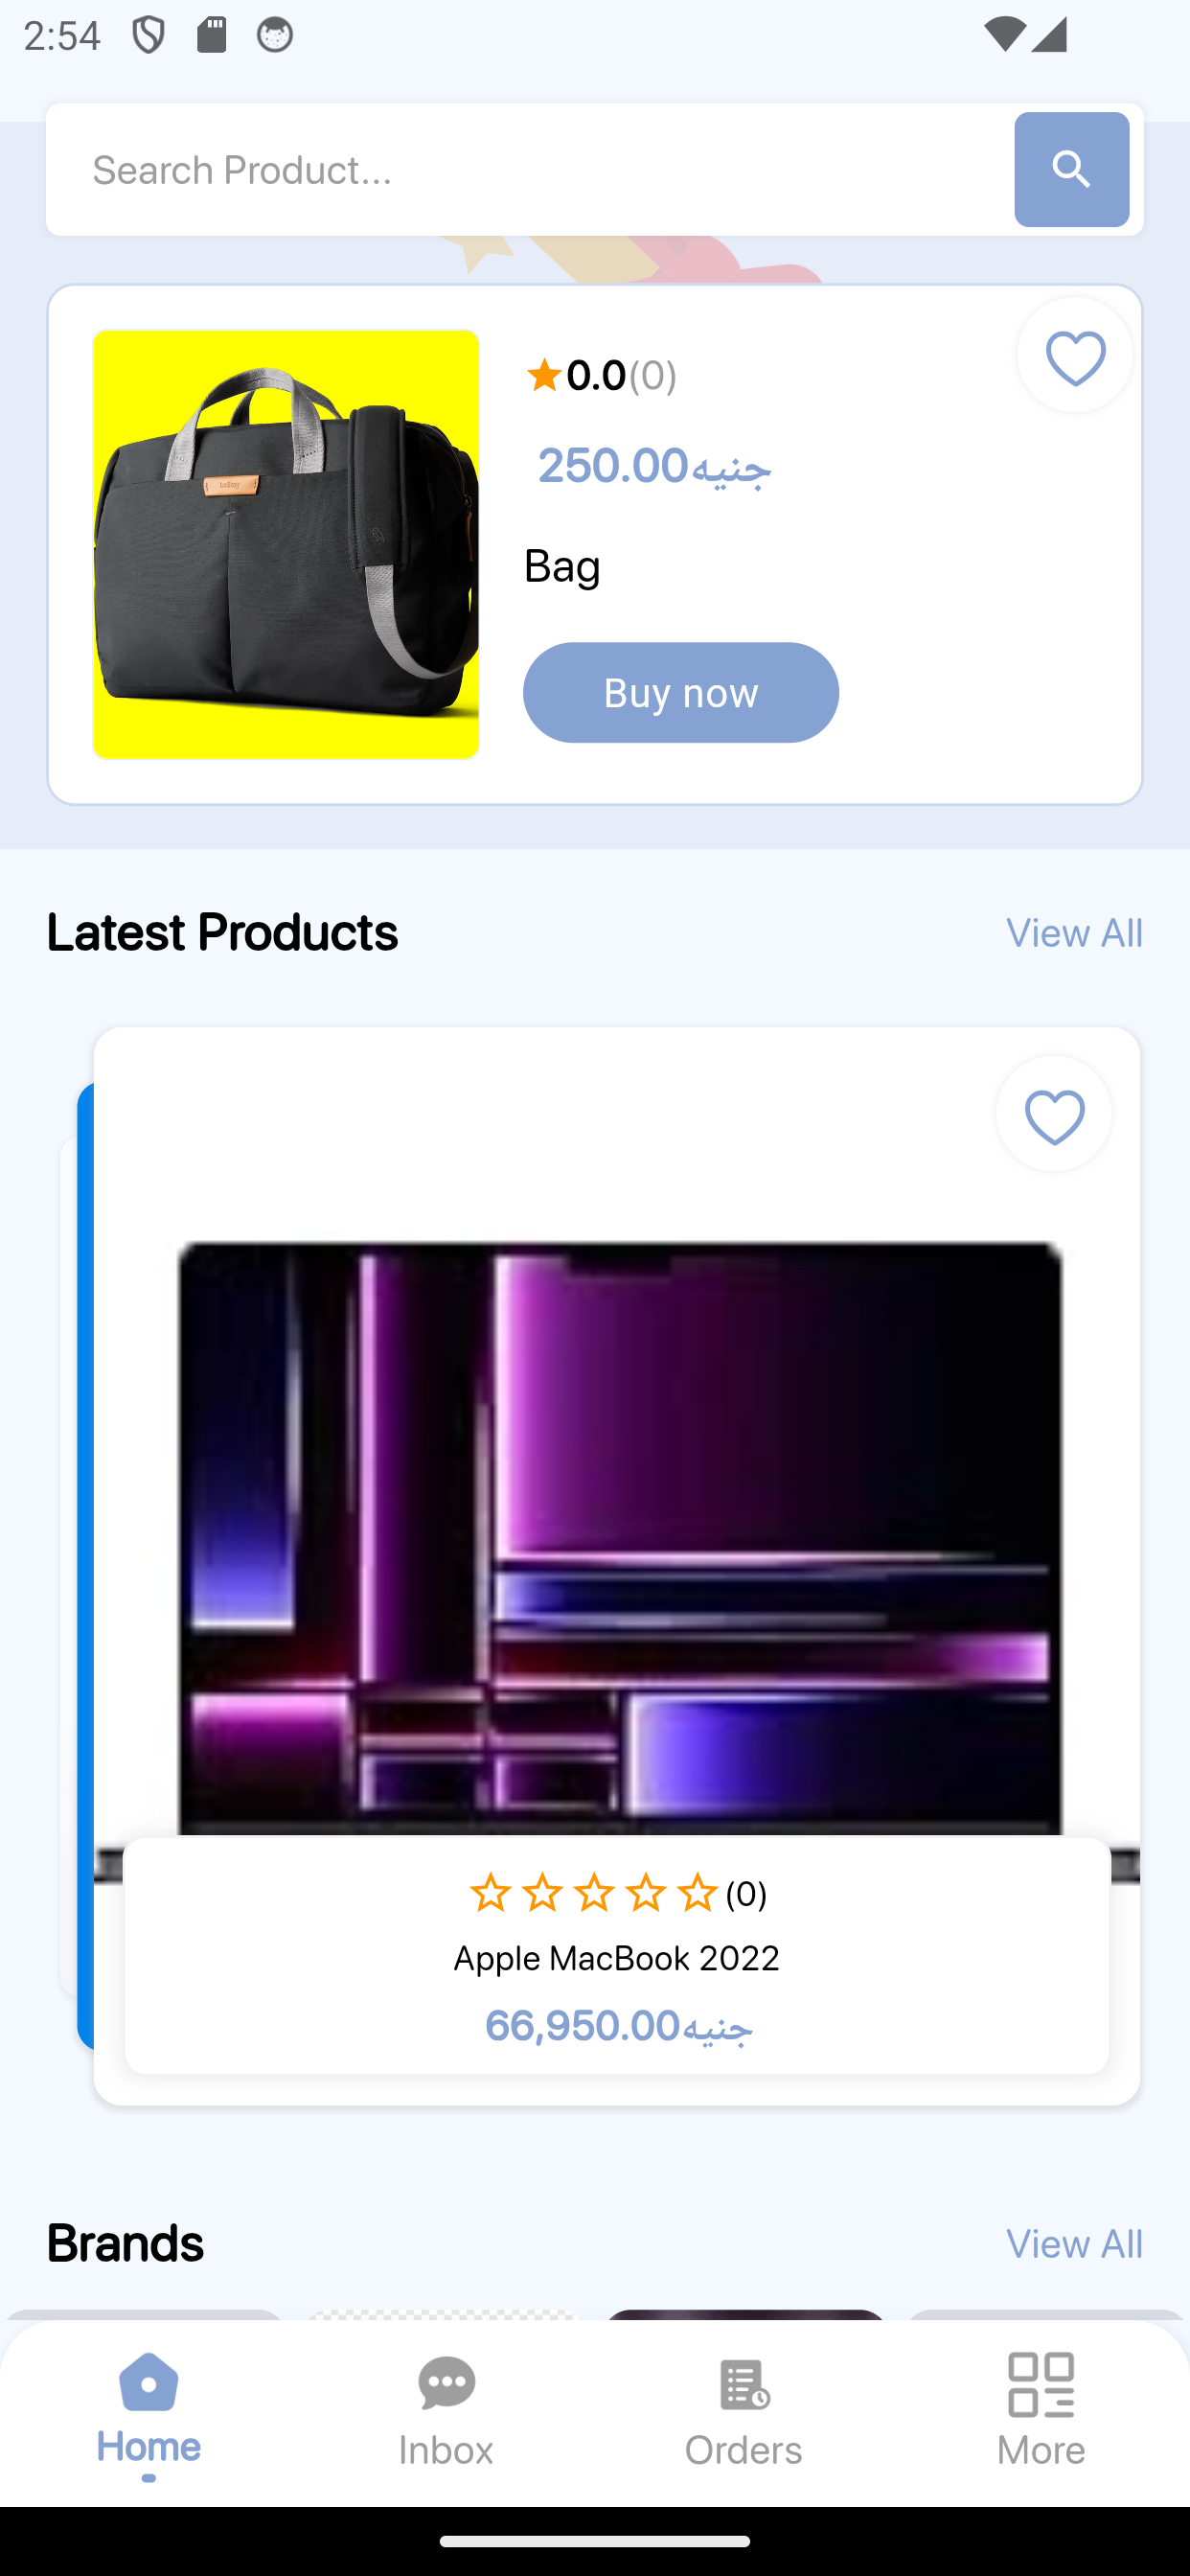 2:54
Search Product...
0.0(0)
250.00جنيه
Bag
Buy now
Latest Products
View All
(0)
Apple MacBook 2022
66,950.00جنيه
Brands
View All
Home
Inbox
Orders
More